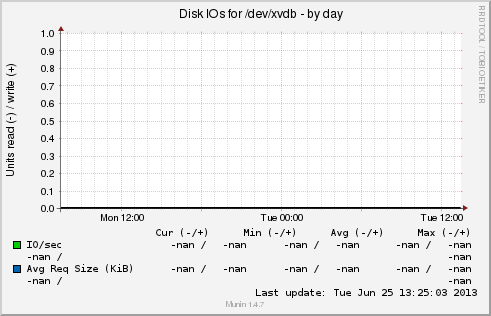 Disk IOs for /dev/xvdb - by day
RRDTOOL / TOBI OETIKER
Units read (-) / write (+)
1.0
0.9
0.8
0.7
0.6
0.5
0.4
0.3
0.2
0.1
0.0
Mon 12:00 Tue 00:00 Tue 12:00
Cur (-/+) Min (-/+) Avg (-/+) Max (-/+)
IO/sec -nan / -nan -nan / -nan -nan / -nan
-nan / -nan
Avg Req Size (KiB) -nan / -nan -nan / -nan -nan / -nan
-nan / -nan
Last update: Tue Jun 25 13:25:03 2013
Munin 1.4.7